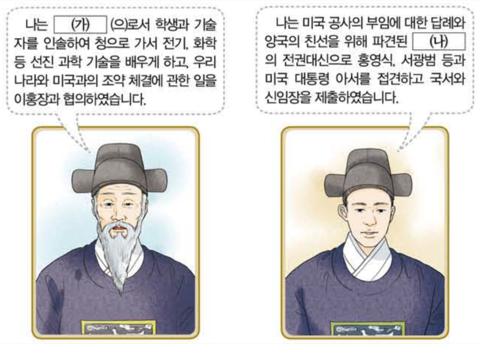 나는 (가) (으)로서 학생과 기술
자를 인솔하여 청으로 가서 전기, 화학
등 선진 과학 기술을 배우게 하고, 우리
나라와 미국과의 조약 체결에 관한 일을
이홍장과 협의하였습니다.
나는 미국 공사의 부임에 대한 답례와
양국의 친선을 위해 파견된 (나)
의 전권대신으로 홍영식, 서광범 등과
미국 대통령 아서를 접견하고 국서와
신임장을 제출하였습니다.